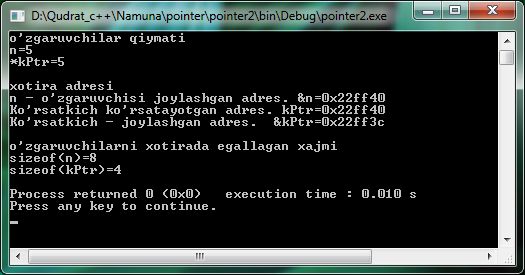 D:\Qudrat_c++\Namuna\pointer\pointer2\bin\Debug\pointer2.exe
o'zgaruvchilar qiymati
n=5
*kPtr=5
xotira adresi
n - o'zgaruvchisi joylashgan adres. &n=0x22ff40
Ko'rsatkich ko'rsatayotgan adres. kPtr=0x22ff40
Ko'rsatkich - joylashgan adres.  &kPtr=0x22ff3c
o'zgaruvchilarni xotirada egallagan xajmi
sizeof(n)=8
sizeof(kPtr)=4
Process returned 0 (0x0)   execution time : 0.010 s
Press any key to continue.